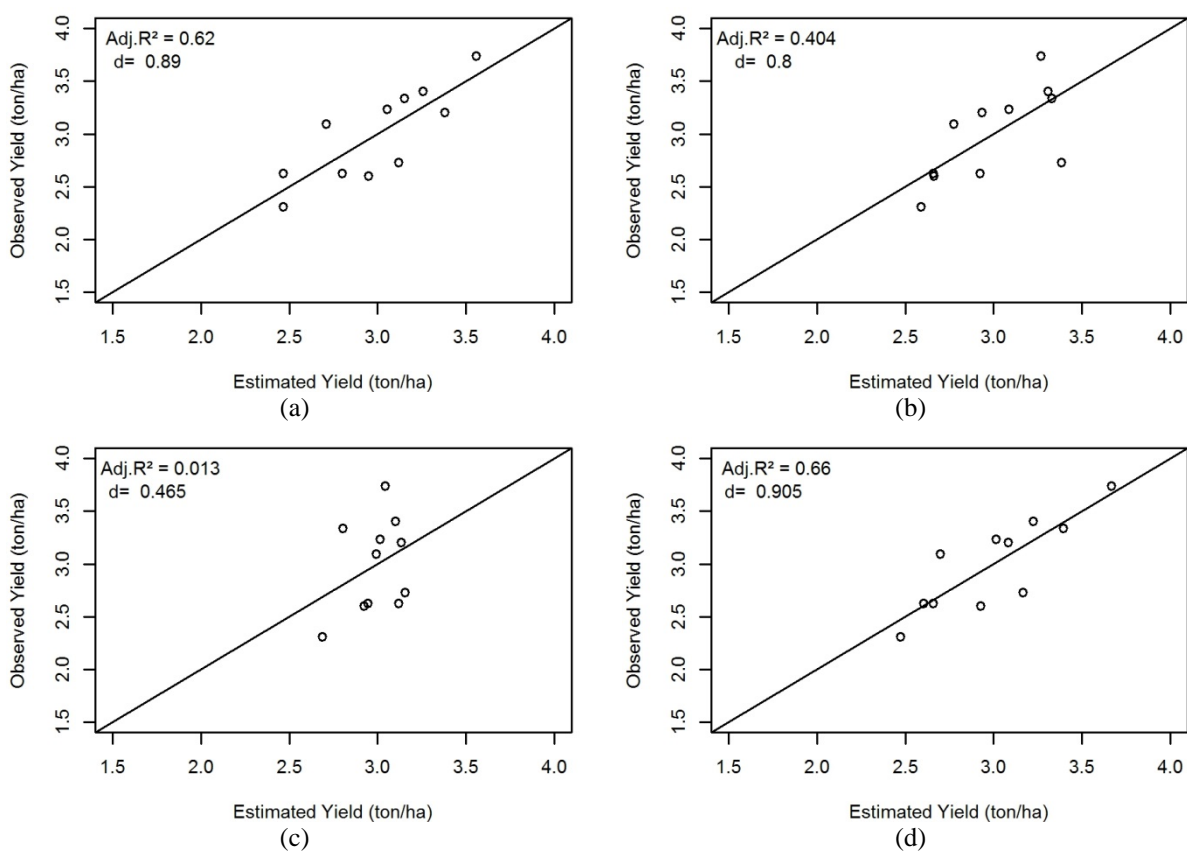 Adj.R² = 0.62
d= 0.89
Observed Yield (ton/ha)
4.0
3.5
3.0
2.5
2.0
1.5
1.5 2.0 2.5 3.0 3.5 4.0
Estimated Yield (ton/ha)
(a)
Adj.R² = 0.404
d= 0.8
Observed Yield (ton/ha)
4.0
3.5
3.0
2.5
2.0
1.5
1.5 2.0 2.5 3.0 3.5 4.0
Estimated Yield (ton/ha)
(b)
Adj.R² = 0.013
d= 0.465
Observed Yield (ton/ha)
4.0
3.5
3.0
2.5
2.0
1.5
1.5 2.0 2.5 3.0 3.5 4.0
Estimated Yield (ton/ha)
(c)
Adj.R² = 0.66
d= 0.905
Observed Yield (ton/ha)
4.0
3.5
3.0
2.5
2.0
1.5
1.5 2.0 2.5 3.0 3.5 4.0
Estimated Yield (ton/ha)
(d)